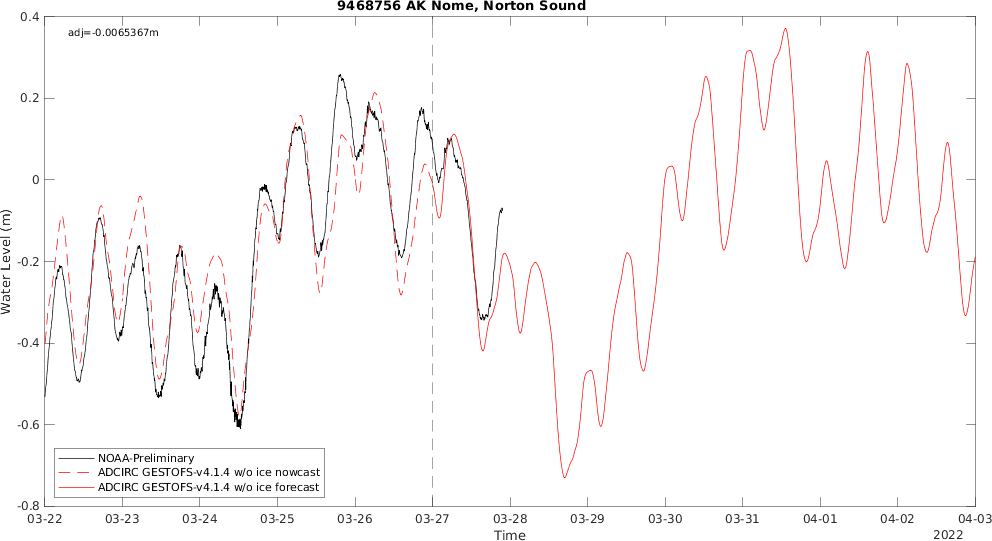 9468756 AK Nome, Norton Sound
adj=-0.0065367m
0.4
0.2
0
-0.2
-0.4
-0.6
-0.8
Water Level (m)
NOAA-Preliminary
ADCIRC GESTOFS-v4.1.4 w/o ice nowcast
ADCIRC GESTOFS-v4.1.4 w/o ice forecast
03-22 03-23 03-24 03-25 03-26 03-27 03-28 03-29 03-30 03-31 04-01 04-02 04-03
Time
2022